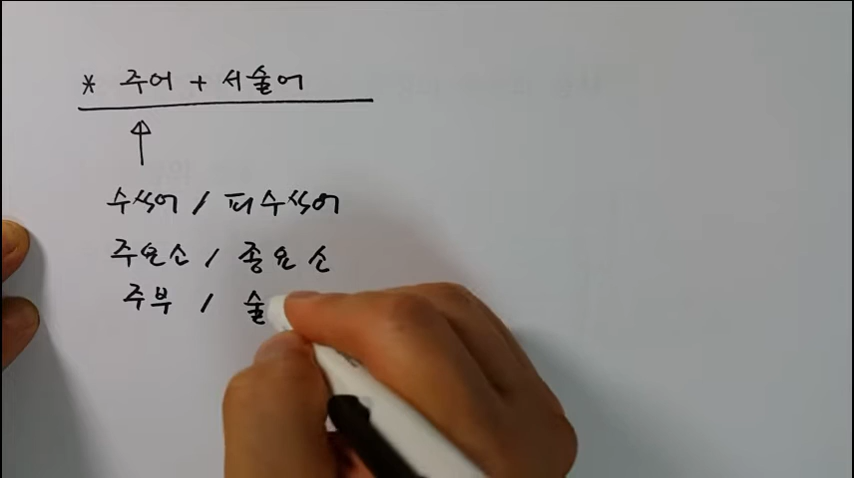 * 주어 + 서술어
수식어 / 피수식어
주요소 / 종요소
주부 / 술